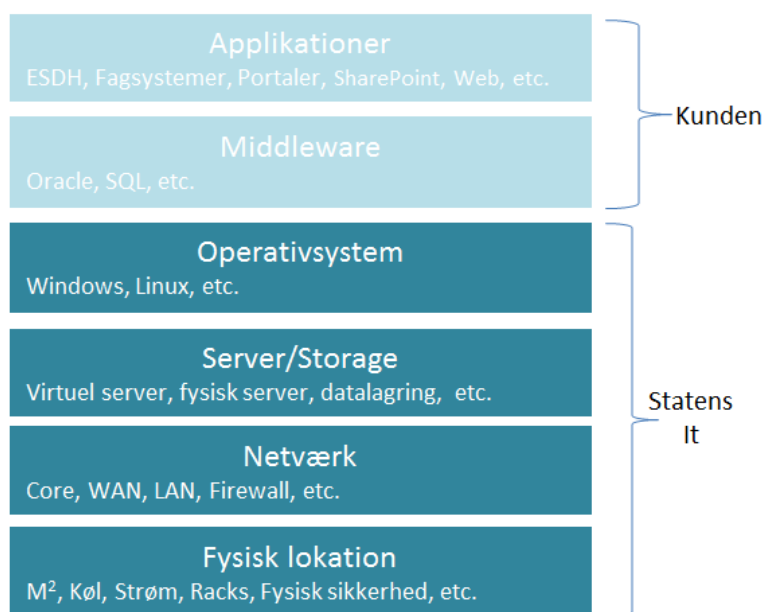 Applikationer
ESDH, Fagsystemer, Portaler, SharePoint, Web, etc.
Middleware
Oracle, SQL, etc.
Kunden
Operativsystem
Windows, Linux, etc.
Server/Storage
Virtuel server, fysisk server, datalagring, etc.
Netværk
Core, WAN, LAN, Firewall, etc.
Fysisk lokation
M², Køl, Strøm, Racks, Fysisk sikkerhed, etc.
Statens
It